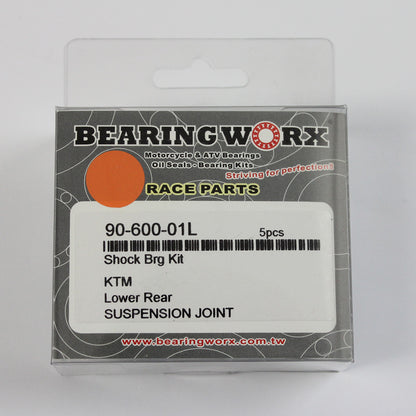 BEARINGWORX
Motorcycle & ATV Bearings
Oil Seals - Bearing Kits
Striving for perfection!
RACE PARTS
90-600-01L 5pcs
Shock Brg Kit
KTM
Lower Rear
SUSPENSION JOINT
www.bearingworx.com.tw